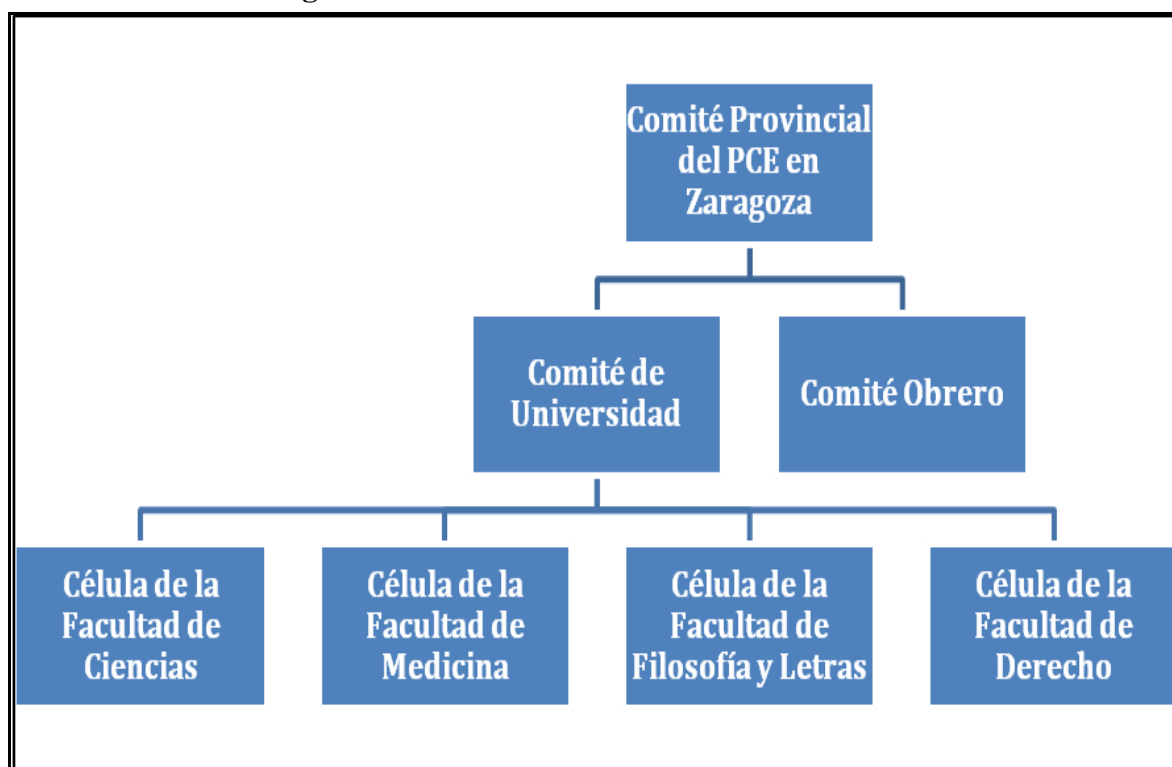 Comité Provincial
del PCE en
Zaragoza
Comité de
Universidad
Comité Obrero
Célula de la
Facultad de
Ciencias
Célula de la
Facultad de
Medicina
Célula de la
Facultad de
Filosofía y Letras
Célula de la
Facultad de
Derecho